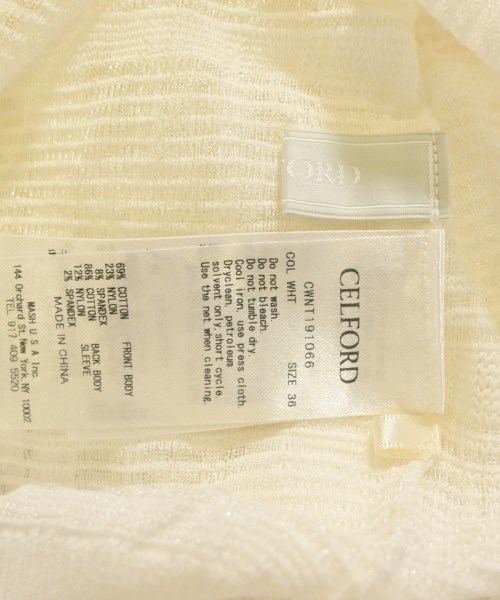 ORD
CELFORD
CWNT191066
COL WHT SIZE 36
Do not wash.
Do not bleach.
Do not tumble dry.
Cool iron, use press cloth
Dryclean, petroleum
solvent only,short cycle.
Use the net when cleaning.
69% COTTON FRONT BODY
23% NYLON
8% SPANDEX
86% COTTON BACK BODY
12% NYLON SLEEVE
2% SPANDEX
MADE IN CHINA
MASH U S A Inc.
144 Orchard St. New York, NY 10002
TEL 917 409 5520